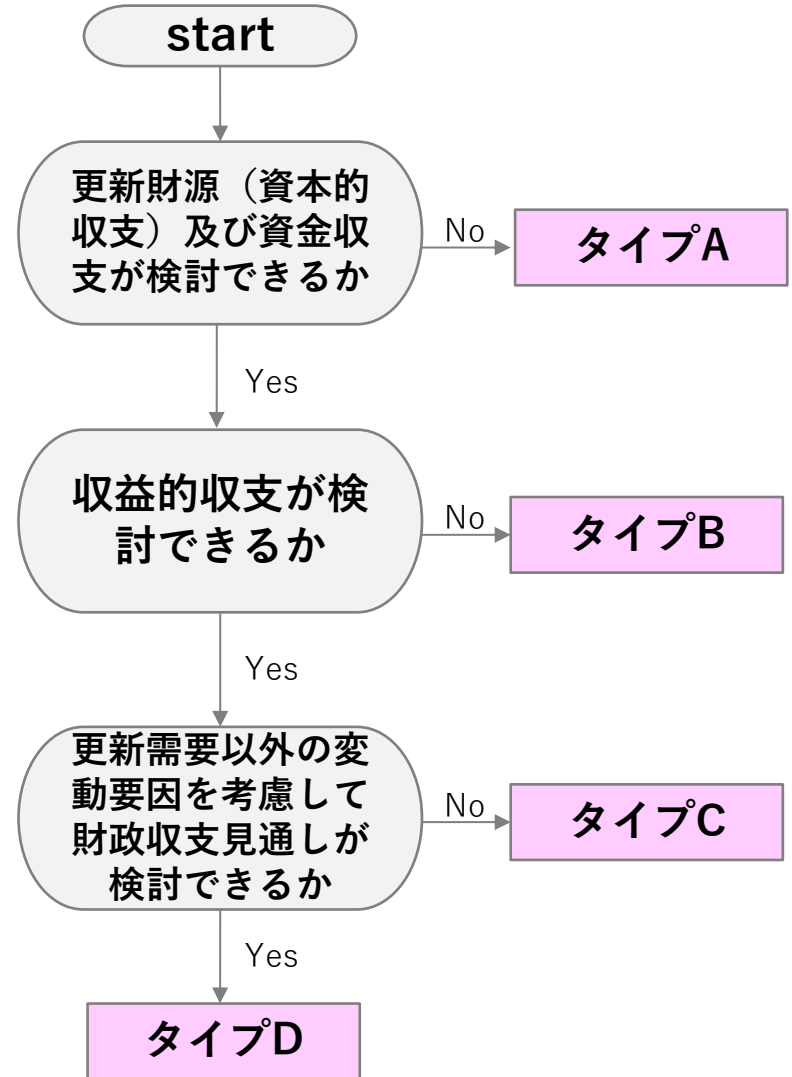 start
更新財源（資本的
収支）及び資金収
支が検討できるか
No
タイプA
Yes
収益的収支が検
討できるか
No
タイプB
Yes
更新需要以外の変
動要因を考慮して
財政収支見通しが
検討できるか
No
タイプC
Yes
タイプD